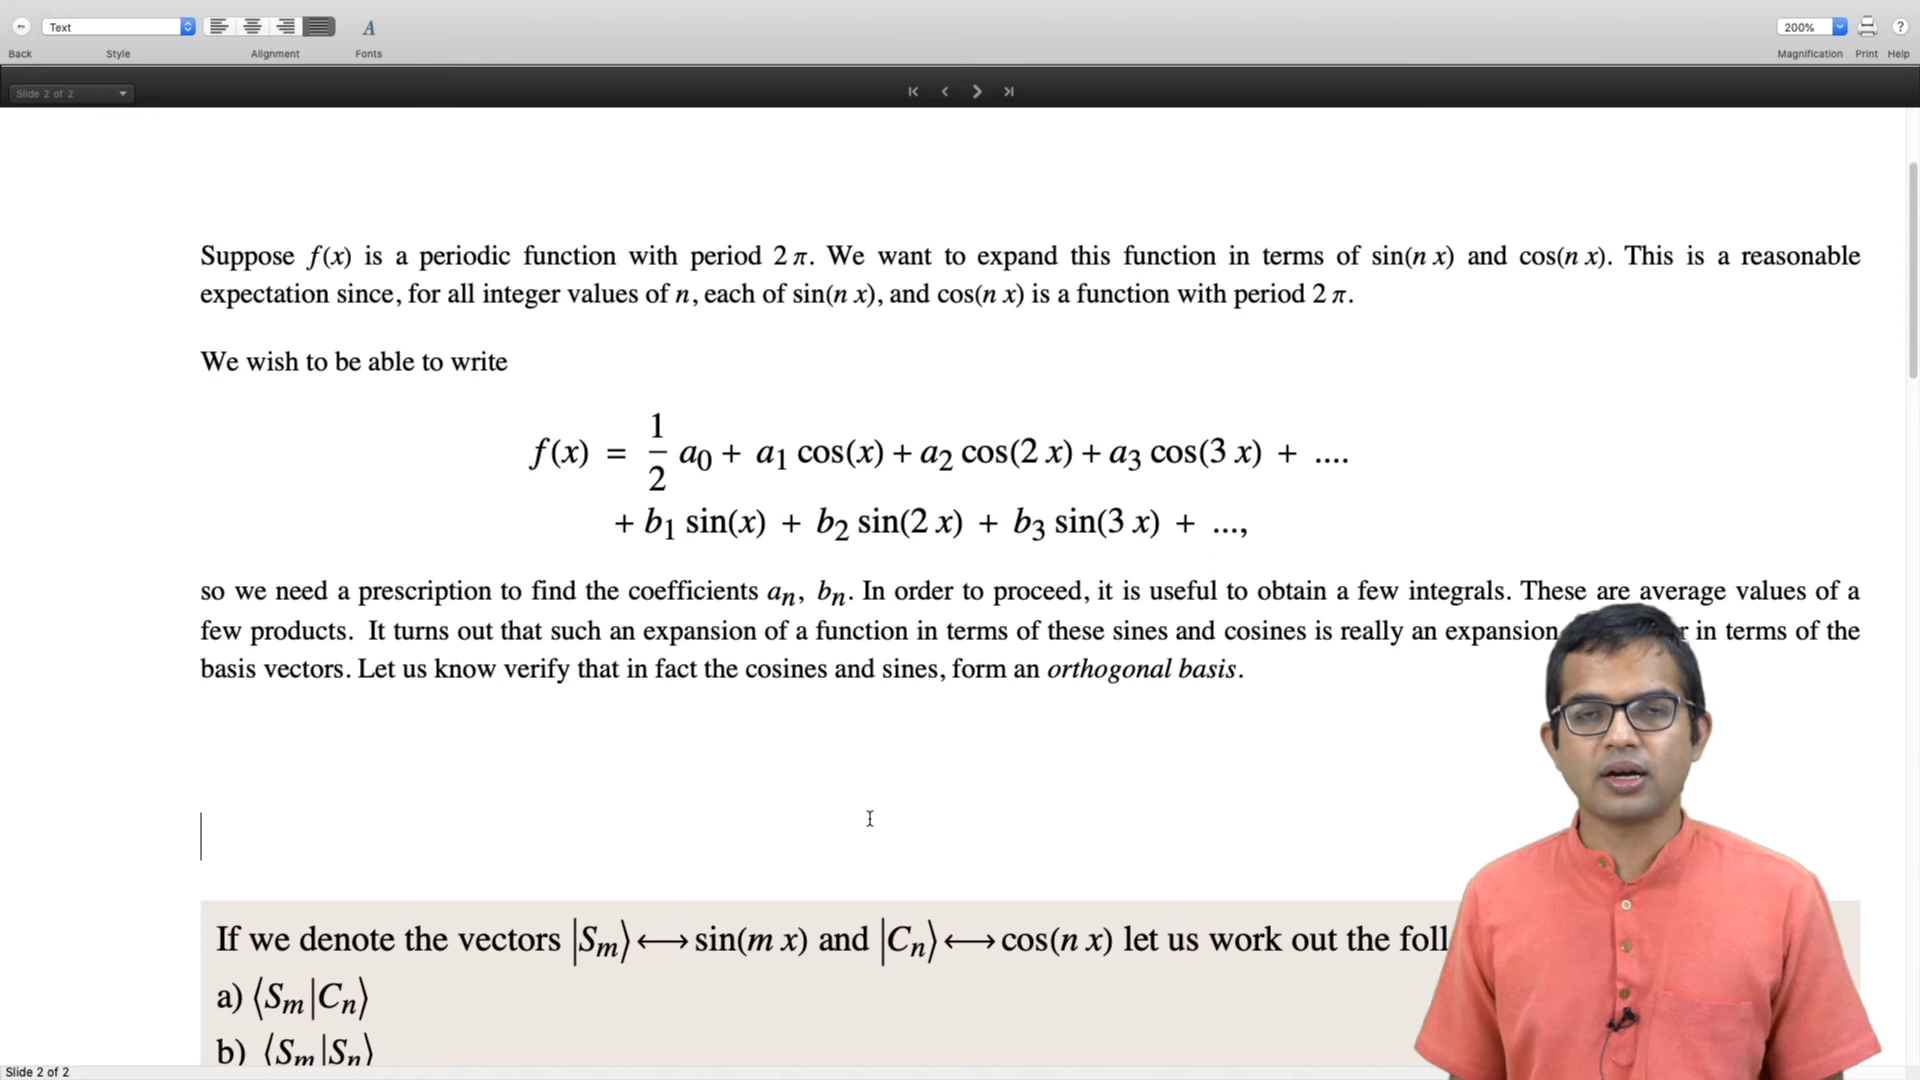 Text
200%
Back Style Alignment Fonts Magnification Print Help
Slide 2 of 2
Suppose f(x) is a periodic function with period 2 π. We want to expand this function in terms of sin(n x) and cos(n x). This is a reasonable
expectation since, for all integer values of n, each of sin(n x), and cos(n x) is a function with period 2 π.
We wish to be able to write
f(x) = 1/2 a₀ + a₁ cos(x) + a₂ cos(2 x) + a₃ cos(3 x) + ....
+ b₁ sin(x) + b₂ sin(2 x) + b₃ sin(3 x) + ...,
so we need a prescription to find the coefficients aₙ, bₙ. In order to proceed, it is useful to obtain a few integrals. These are average values of a
few products. It turns out that such an expansion of a function in terms of these sines and cosines is really an expansion in terms of the
basis vectors. Let us know verify that in fact the cosines and sines, form an orthogonal basis.
If we denote the vectors |Sₘ⟩ ⟷ sin(m x) and |Cₙ⟩ ⟷ cos(n x) let us work out the
a) ⟨Sₘ|Cₙ⟩
b) ⟨Sₘ|Sₙ⟩
Slide 2 of 2